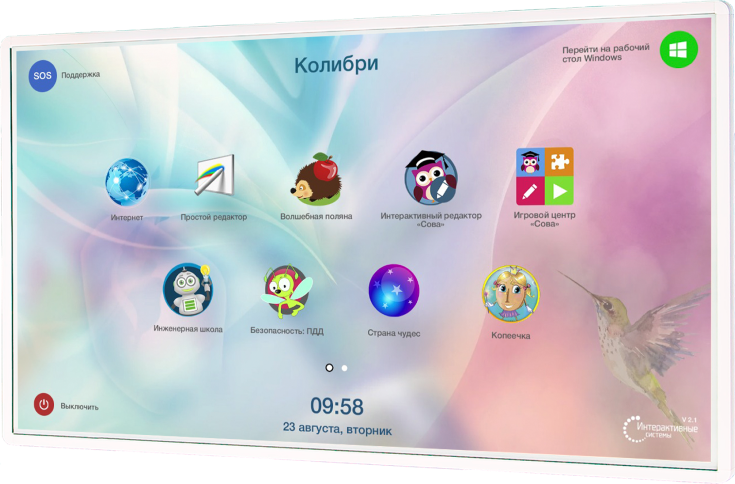 Колибри
SOS
Поддержка
Перейти на рабочий
стол Windows
Интернет
Простой редактор
Волшебная поляна
Интерактивный редактор
«Сова»
Игровой центр
«Сова»
Инженерная школа
Безопасность: ПДД
Страна чудес
Копеечка
Выключить
09:58
23 августа, вторник
V 2.1
Интерактивные
системы